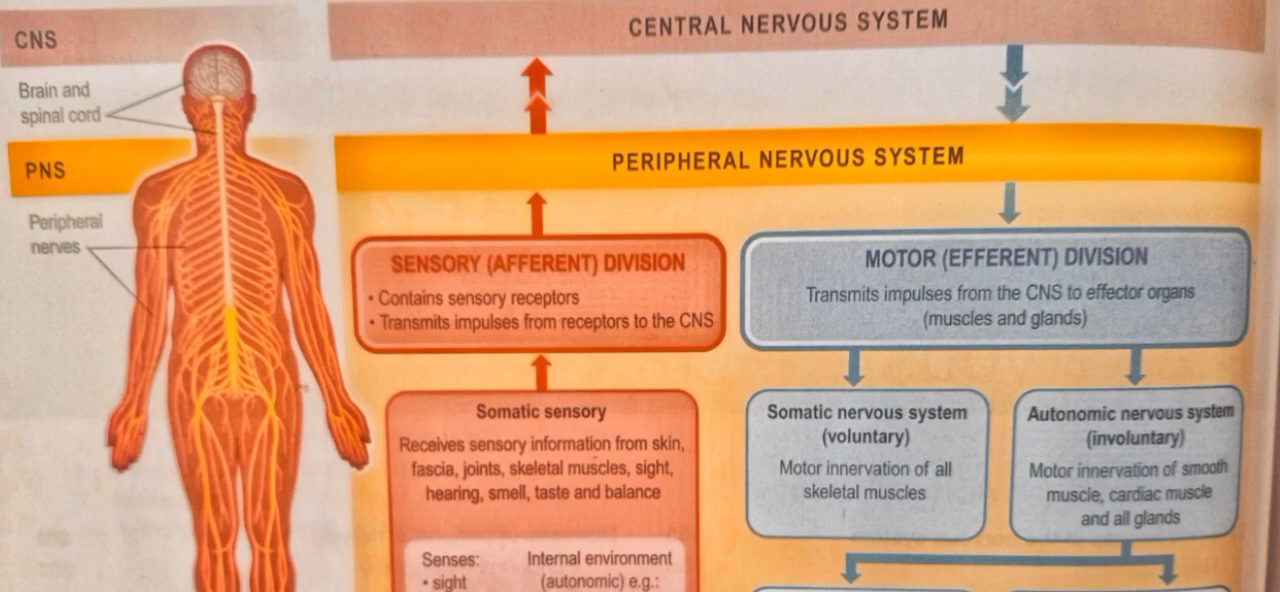 CNS
Brain and
spinal cord
PNS
Peripheral
nerves
CENTRAL NERVOUS SYSTEM
PERIPHERAL NERVOUS SYSTEM
SENSORY (AFFERENT) DIVISION
• Contains sensory receptors
• Transmits impulses from receptors to the CNS
Somatic sensory
Receives sensory information from skin,
fascia, joints, skeletal muscles, sight,
hearing, smell, taste and balance
Senses:
• sight
Internal environment
(autonomic) e.g.:
MOTOR (EFFERENT) DIVISION
Transmits impulses from the CNS to effector organs
(muscles and glands)
Somatic nervous system
(voluntary)
Motor innervation of all
skeletal muscles
Autonomic nervous system
(involuntary)
Motor innervation of smooth
muscle, cardiac muscle
and all glands